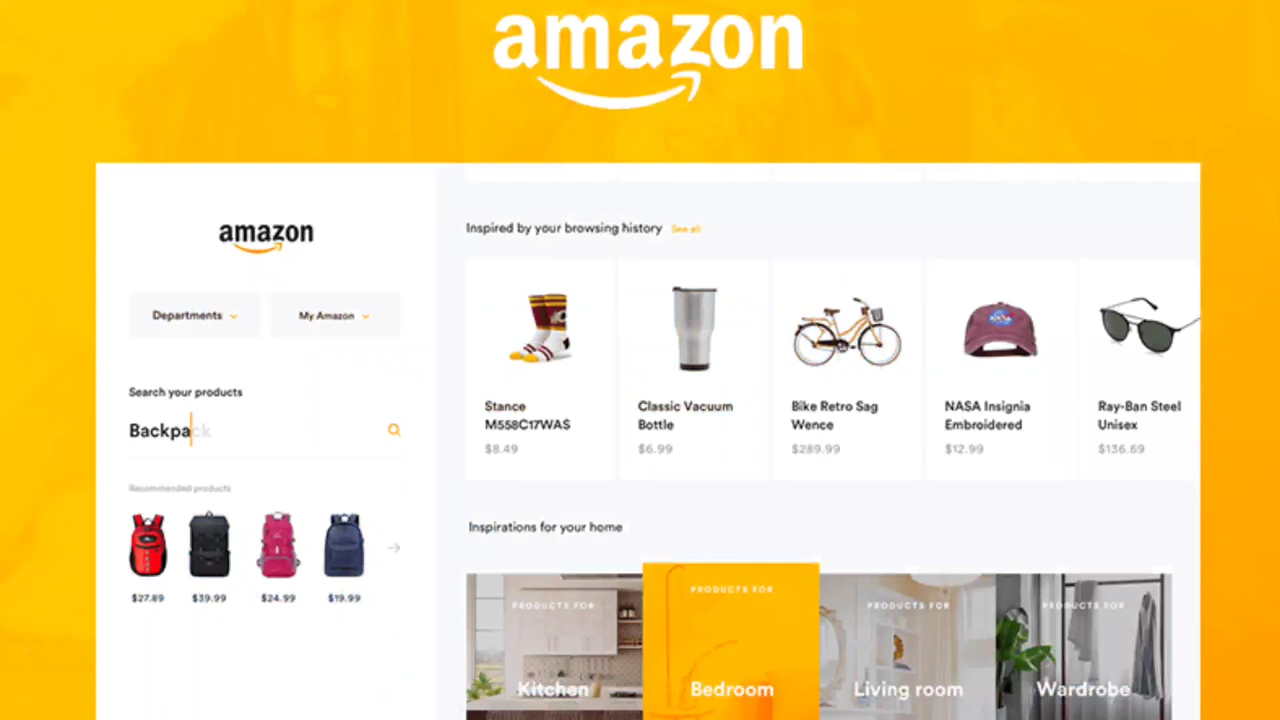 amazon
amazon
Departments
My Amazon
Search your products
Backpack
Recommended products
$27.89
$39.99
$24.99
$19.99
Inspired by your browsing history See all
Stance
M558C17WAS
$8.49
Classic Vacuum
Bottle
$6.99
Bike Retro Sag
Wence
$289.99
NASA Insignia
Embroidered
$12.99
Ray-Ban Steel
Unisex
$136.69
Inspirations for your home
PRODUCTS FOR
Kitchen
PRODUCTS FOR
Bedroom
PRODUCTS FOR
Living room
PRODUCTS FOR
Wardrobe